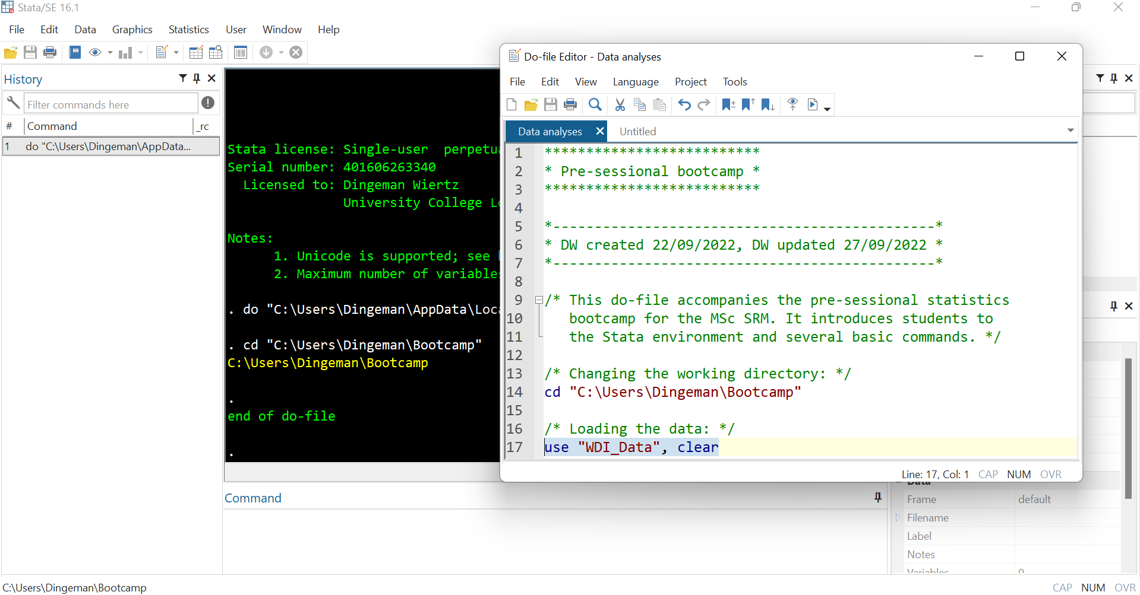 Stata/SE 16.1
File Edit Data Graphics Statistics User Window Help
History
Filter commands here
# Command _rc
1 do "C:\Users\Dingeman\AppData...
Stata license: Single-user perpetu
Serial number: 401606263340
Licensed to: Dingeman Wiertz
University College L
Notes:
1. Unicode is supported; see
2. Maximum number of variable
. do "C:\Users\Dingeman\AppData\Loc
. cd "C:\Users\Dingeman\Bootcamp"
C:\Users\Dingeman\Bootcamp
.
end of do-file
.
Command
Do-file Editor - Data analyses
File Edit View Language Project Tools
Data analyses Untitled
1 ***************************
2 * Pre-sessional bootcamp *
3 ***************************
4
5 *-----------------------------------------------*
6 * DW created 22/09/2022, DW updated 27/09/2022 *
7 *-----------------------------------------------*
8
9 /* This do-file accompanies the pre-sessional statistics
10 bootcamp for the MSc SRM. It introduces students to
11 the Stata environment and several basic commands. */
12
13 /* Changing the working directory: */
14 cd "C:\Users\Dingeman\Bootcamp"
15
16 /* Loading the data: */
17 use "WDI_Data", clear
Line: 17, Col: 1 CAP NUM OVR
Data
Frame default
Filename
Label
Notes
Variables 0
C:\Users\Dingeman\Bootcamp
CAP NUM OVR